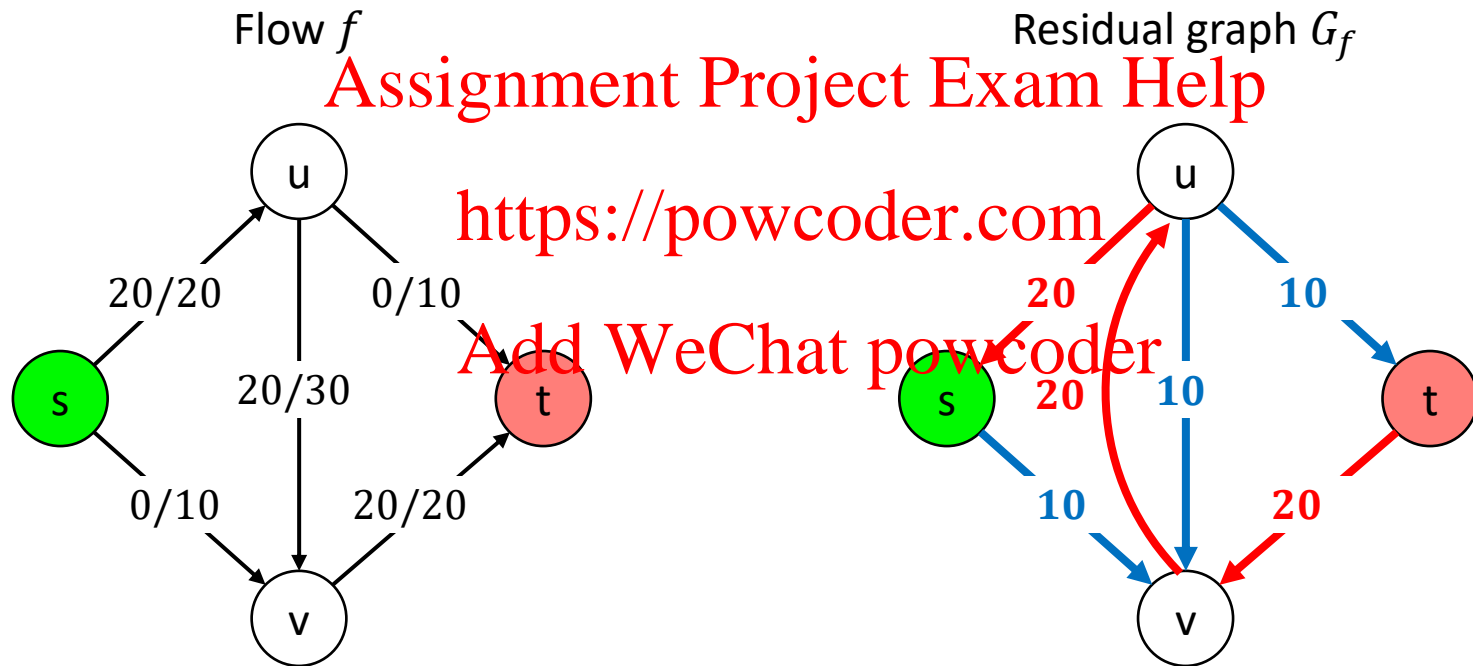 Flow f
Residual graph G_f
Assignment Project Exam Help
u
u
https://powcoder.com
20/20
0/10
20
10
Add WeChat powcoder
s
20/30
t
s
20
10
t
0/10
20/20
10
20
v
v